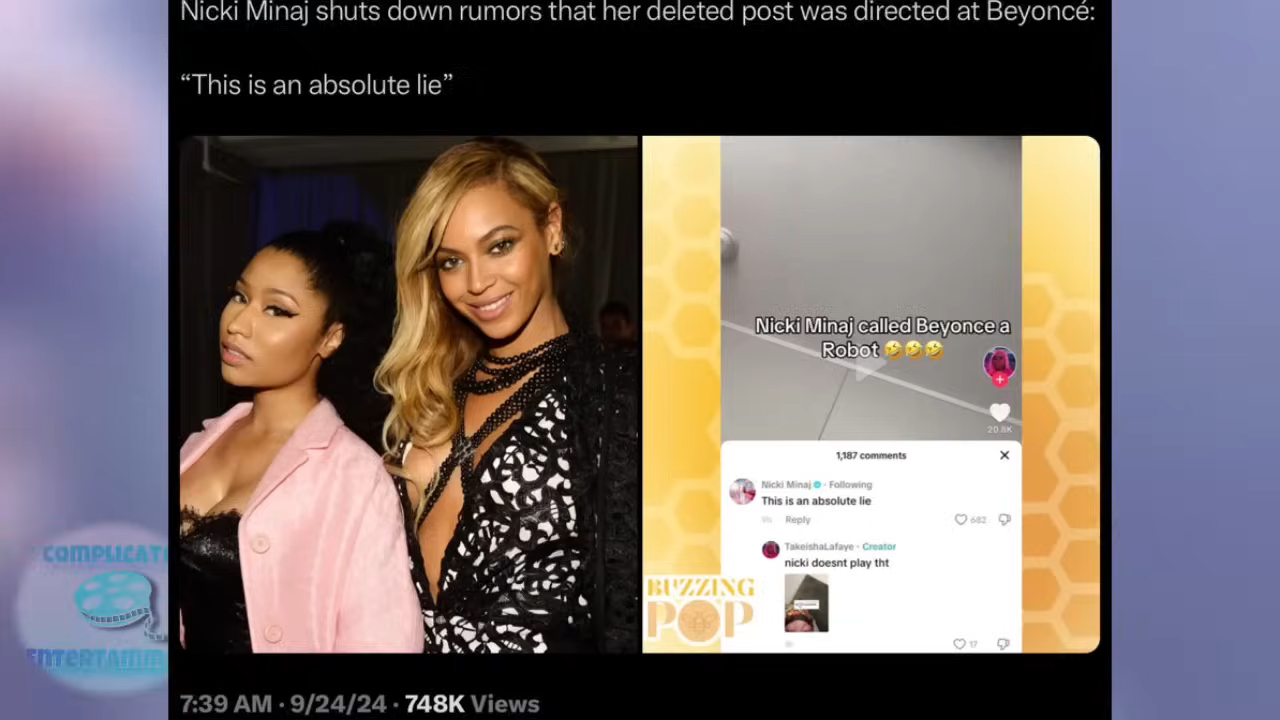 Nicki Minaj shuts down rumors that her deleted post was directed at Beyoncé:
“This is an absolute lie”
Nicki Minaj called Beyonce a
Robot 🤣🤣🤣
20.8K
1,187 comments
Nicki Minaj · Following
This is an absolute lie
Reply
682
TakeishaLafaye · Creator
nicki doesnt play tht
17
BUZZING
POP
COMPLICAT
ENTERTAINM
7:39 AM · 9/24/24 · 748K Views